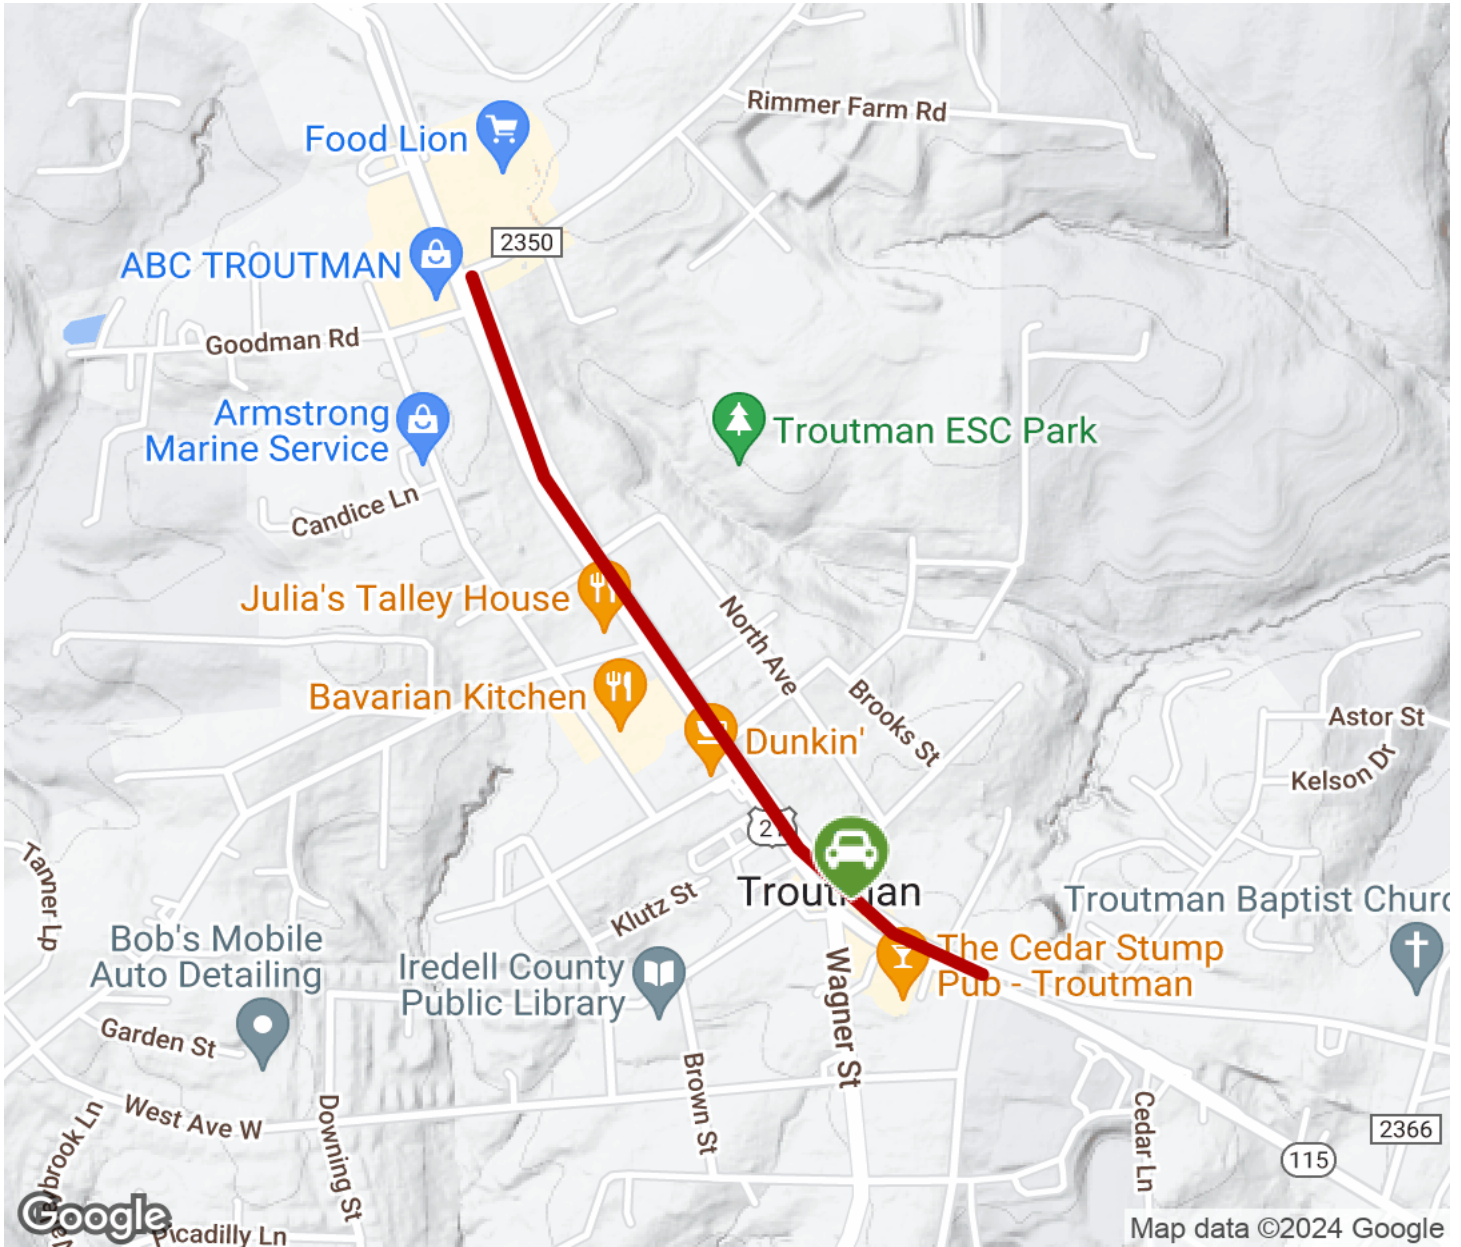 Rimmer Farm Rd
Food Lion
2350
ABC TROUTMAN
Goodman Rd
Armstrong
Marine Service
Troutman ESC Park
Candice Ln
Julia's Talley House
North Ave
Bavarian Kitchen
Brooks St
Dunkin'
Astor St
Kelson Dr
Tanner Lp
Troutman
Klutz St
Troutman Baptist Churc
Bob's Mobile
Auto Detailing
Iredell County
Public Library
The Cedar Stump
Pub - Troutman
Wagner St
Garden St
Brown St
West Ave W
Downing St
Cedar Ln
2366
115
Google
Picadilly Ln
Map data ©2024 Google